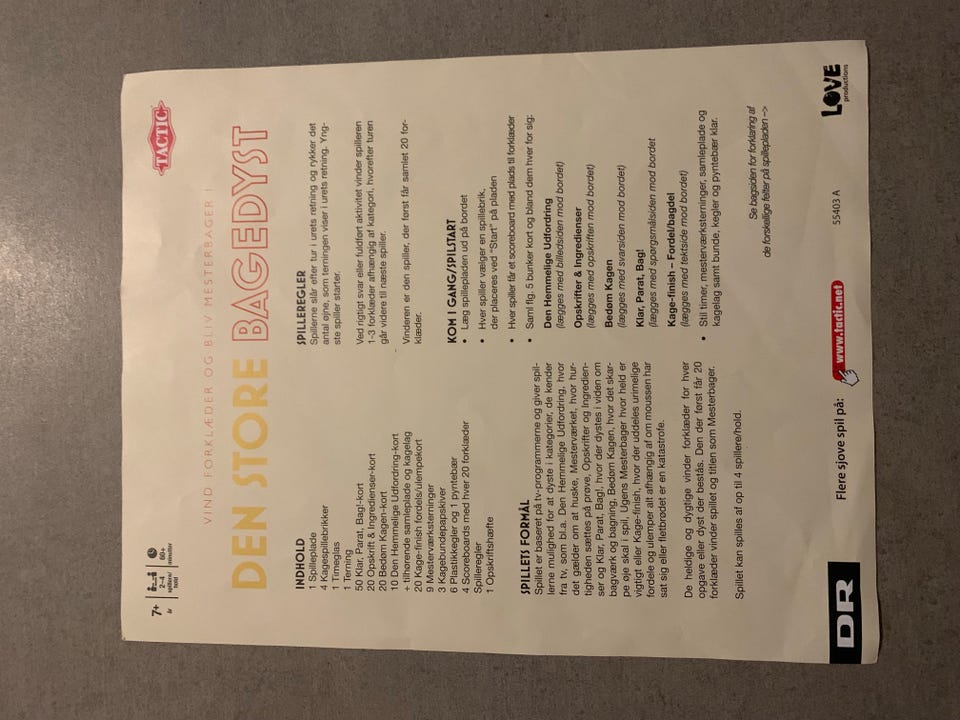 TACTIC
VIND FORKLÆDER OG BLIV MESTERBAGER!
7+
år
2–4
spillere/
hold
60+
minutter
DEN STORE BAGEDYST
INDHOLD
1 Spilleplade
4 Kagespillebrikker
1 Timeglas
1 Terning
50 Klar, Parat, Bag!-kort
20 Opskrift & Ingredienser-kort
20 Bedøm Kagen-kort
10 Den Hemmelige Udfordring-kort
+ tilhørende samleplade og kagelag
20 Kage-finish fordels/ulempekort
9 Mesterværksterninger
3 Kagebundepapskiver
6 Plastikkegler og 1 pyntebær
4 Scoreboards med hver 20 forklæder
Spilleregler
1 Opskriftshæfte
SPILLETS FORMÅL
Spillet er baseret på tv-programmerne og giver spil-
lerne mulighed for at dyste i kategorier, de kender
fra tv, som bl.a. Den Hemmelige Udfordring, hvor
det gælder om at huske, Mesterværket, hvor hur-
tigheden sættes på prøve, Opskrifter og Ingredien-
ser og Klar, Parat, Bag!, hvor der dystes i viden om
bagværk og bagning, Bedøm Kagen, hvor det skar-
pe øje skal i spil, Ugens Mesterbager hvor held er
vigtigt eller Kage-finish, hvor der uddeles urimelige
fordele og ulemper alt afhængig af om moussen har
sat sig eller fletbrødet er en katastrofe.
De heldige og dygtige vinder forklæder for hver
opgave eller dyst der bestås. Den der først får 20
forklæder vinder spillet og titlen som Mesterbager.
Spillet kan spilles af op til 4 spillere/hold.
SPILLEREGLER
Spillerne slår efter tur i urets retning og rykker det
antal øjne, som terningen viser i urets retning. Yng-
ste spiller starter.
Ved rigtigt svar eller fuldført aktivitet vinder spilleren
1-3 forklæder afhængig af kategori, hvorefter turen
går videre til næste spiller.
Vinderen er den spiller, der først får samlet 20 for-
klæder.
KOM I GANG/SPILSTART
• Læg spillepladen ud på bordet
• Hver spiller vælger en spillebrik,
der placeres ved "Start" på pladen
• Hver spiller får et scoreboard med plads til forklæder
• Saml flg. 5 bunker kort og bland dem hver for sig:
Den Hemmelige Udfordring
(lægges med billedsiden mod bordet)
Opskrifter & Ingredienser
(lægges med opskriften mod bordet)
Bedøm Kagen
(lægges med svarsiden mod bordet)
Klar, Parat, Bag!
(lægges med spørgsmålsiden mod bordet
Kage-finish – Fordel/bagdel
(lægges med tekstside mod bordet)
• Stil timer, mesterværksterninger, samleplade og
kagelag samt bunde, kegler og pyntebær klar.
Se bagsiden for forklaring af
de forskellige felter på spillepladen –>
DR
Flere sjove spil på:
www.tactic.net
55403 A
LOVE
productions